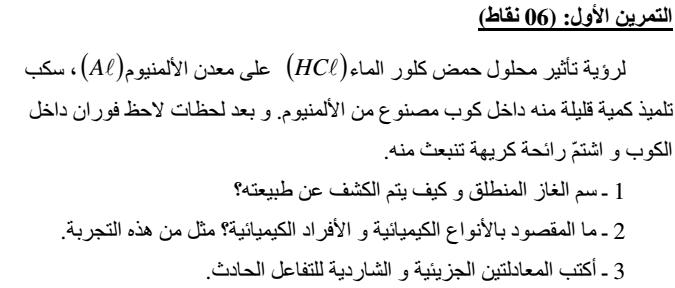 التمرين الأول: (06 نقاط)
لرؤية تأثير محلول حمض كلور الماء (HCℓ) على معدن الألمنيوم (Aℓ)، سكب
تلميذ كمية قليلة منه داخل كوب مصنوع من الألمنيوم. و بعد لحظات لاحظ فوران داخل
الكوب و اشتمّ رائحة كريهة تنبعث منه.
1 ـ سم الغاز المنطلق و كيف يتم الكشف عن طبيعته؟
2 ـ ما المقصود بالأنواع الكيميائية و الأفراد الكيميائية؟ مثل من هذه التجربة.
3 ـ أكتب المعادلتين الجزيئية و الشاردية للتفاعل الحادث.